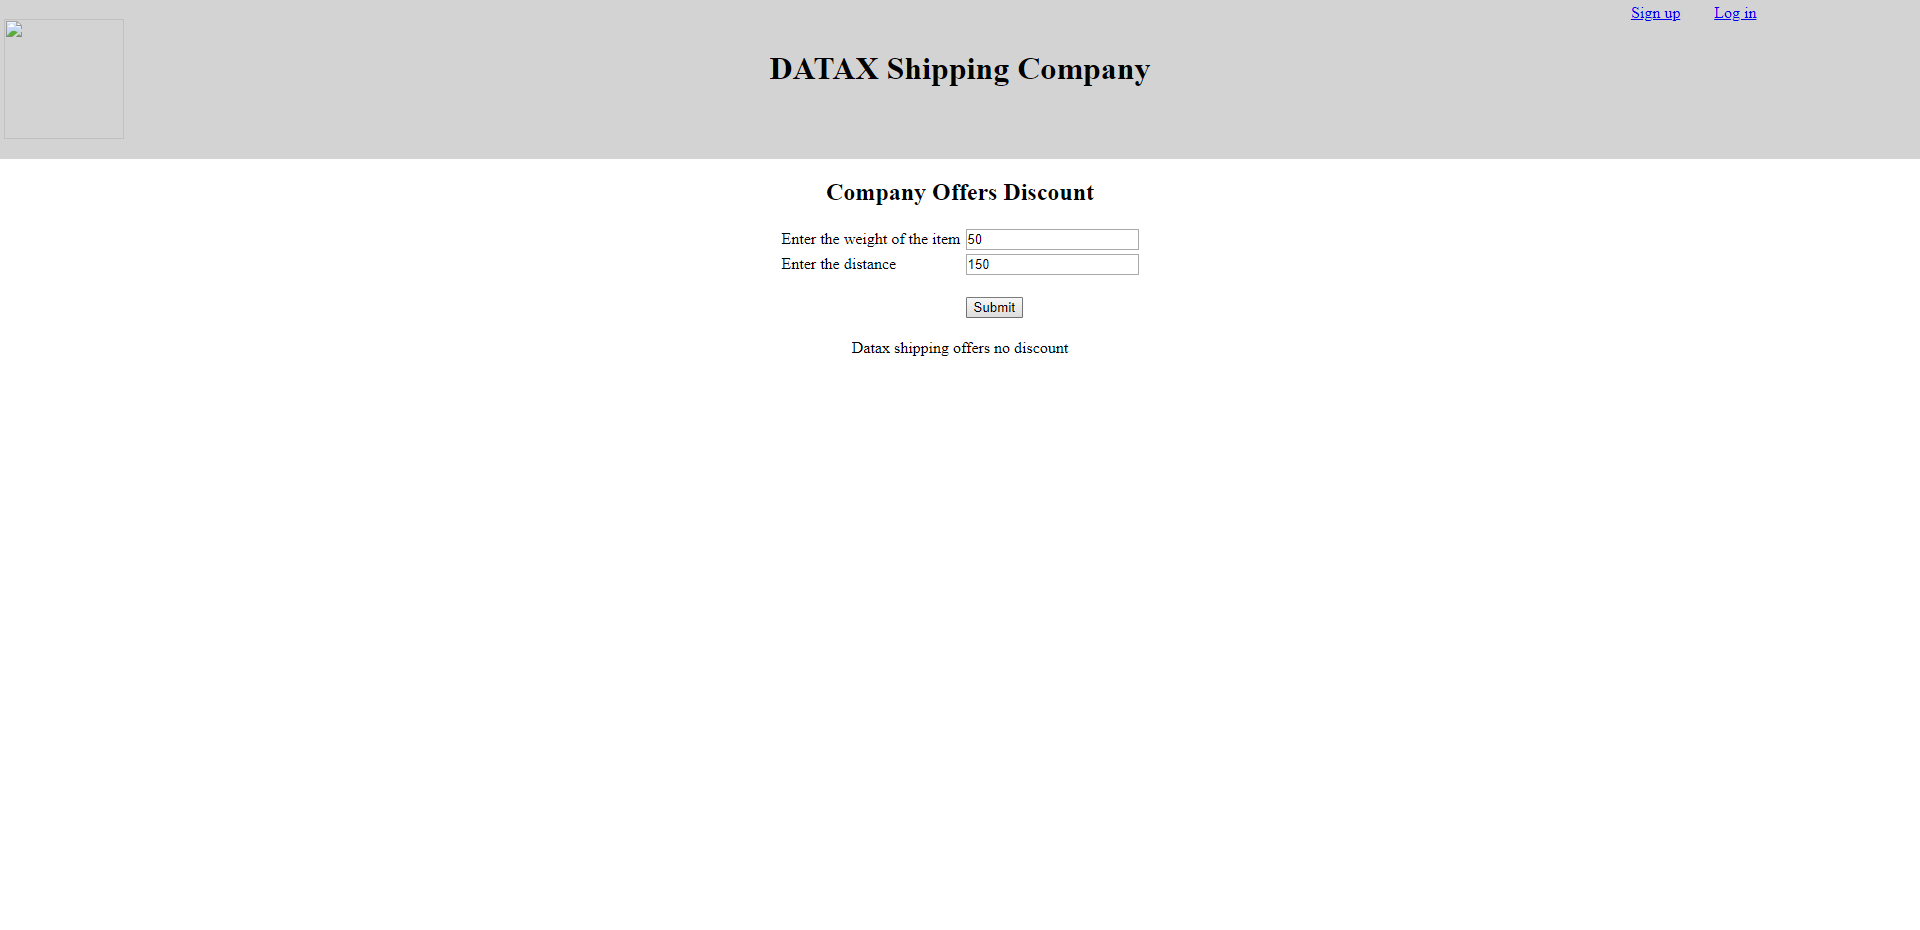 Sign up Log in
DATAX Shipping Company
Company Offers Discount
Enter the weight of the item 50
Enter the distance 150
Submit
Datax shipping offers no discount